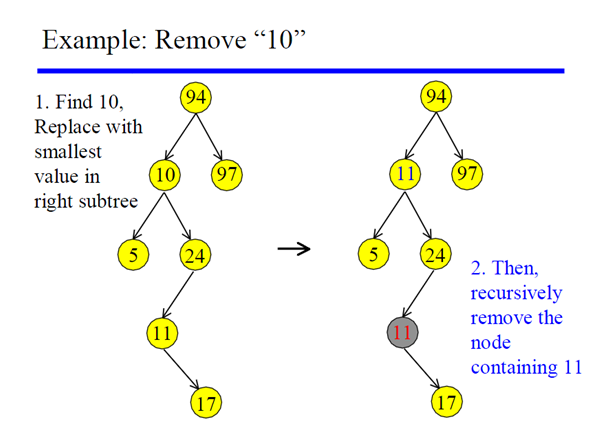 Example: Remove “10”
1. Find 10,
Replace with
smallest
value in
right subtree
94
10
97
5
24
11
17
94
11
97
5
24
11
17
2. Then,
recursively
remove the
node
containing 11